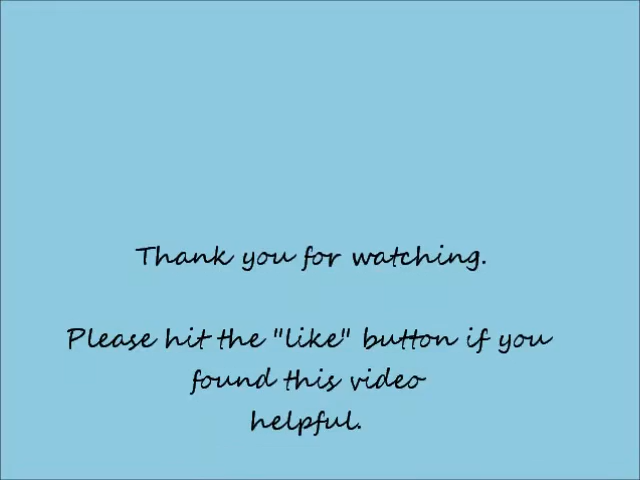 Thank you for watching.
Please hit the "like" button if you
found this video
helpful.